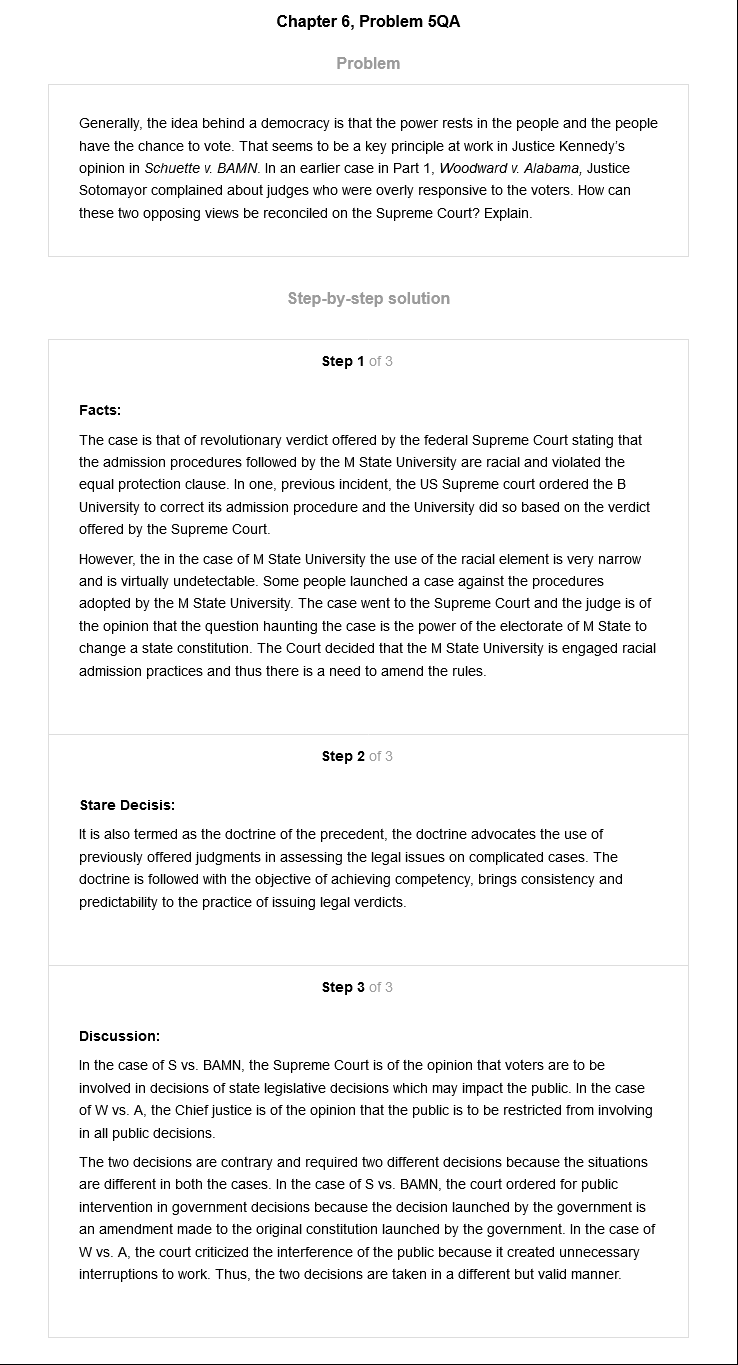 Chapter 6, Problem 5QA
Problem
Generally, the idea behind a democracy is that the power rests in the people and the people
have the chance to vote. That seems to be a key principle at work in Justice Kennedy's
opinion in Schuette v. BAMN. In an earlier case in Part 1, Woodward v. Alabama, Justice
Sotomayor complained about judges who were overly responsive to the voters. How can
these two opposing views be reconciled on the Supreme Court? Explain.
Step-by-step solution
Step 1 of 3
Facts:
The case is that of revolutionary verdict offered by the federal Supreme Court stating that
the admission procedures followed by the M State University are racial and violated the
equal protection clause. In one, previous incident, the US Supreme court ordered the B
University to correct its admission procedure and the University did so based on the verdict
offered by the Supreme Court.
However, the in the case of M State University the use of the racial element is very narrow
and is virtually undetectable. Some people launched a case against the procedures
adopted by the M State University. The case went to the Supreme Court and the judge is of
the opinion that the question haunting the case is the power of the electorate of M State to
change a state constitution. The Court decided that the M State University is engaged racial
admission practices and thus there is a need to amend the rules.
Step 2 of 3
Stare Decisis:
It is also termed as the doctrine of the precedent, the doctrine advocates the use of
previously offered judgments in assessing the legal issues on complicated cases. The
doctrine is followed with the objective of achieving competency, brings consistency and
predictability to the practice of issuing legal verdicts.
Step 3 of 3
Discussion:
In the case of S vs. BAMN, the Supreme Court is of the opinion that voters are to be
involved in decisions of state legislative decisions which may impact the public. In the case
of W vs. A, the Chief justice is of the opinion that the public is to be restricted from involving
in all public decisions.
The two decisions are contrary and required two different decisions because the situations
are different in both the cases. In the case of S vs. BAMN, the court ordered for public
intervention in government decisions because the decision launched by the government is
an amendment made to the original constitution launched by the government. In the case of
W vs. A, the court criticized the interference of the public because it created unnecessary
interruptions to work. Thus, the two decisions are taken in a different but valid manner.